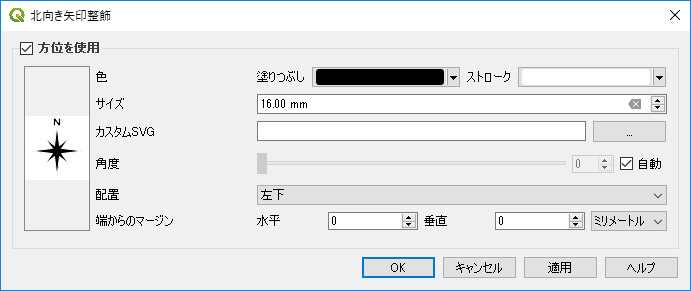 北向き矢印整飾
方位を使用
N
色 塗りつぶし ストローク
サイズ 16.00 mm
カスタムSVG ...
角度 0 自動
配置 左下
端からのマージン 水平 0 垂直 0 ミリメートル
OK キャンセル 適用 ヘルプ